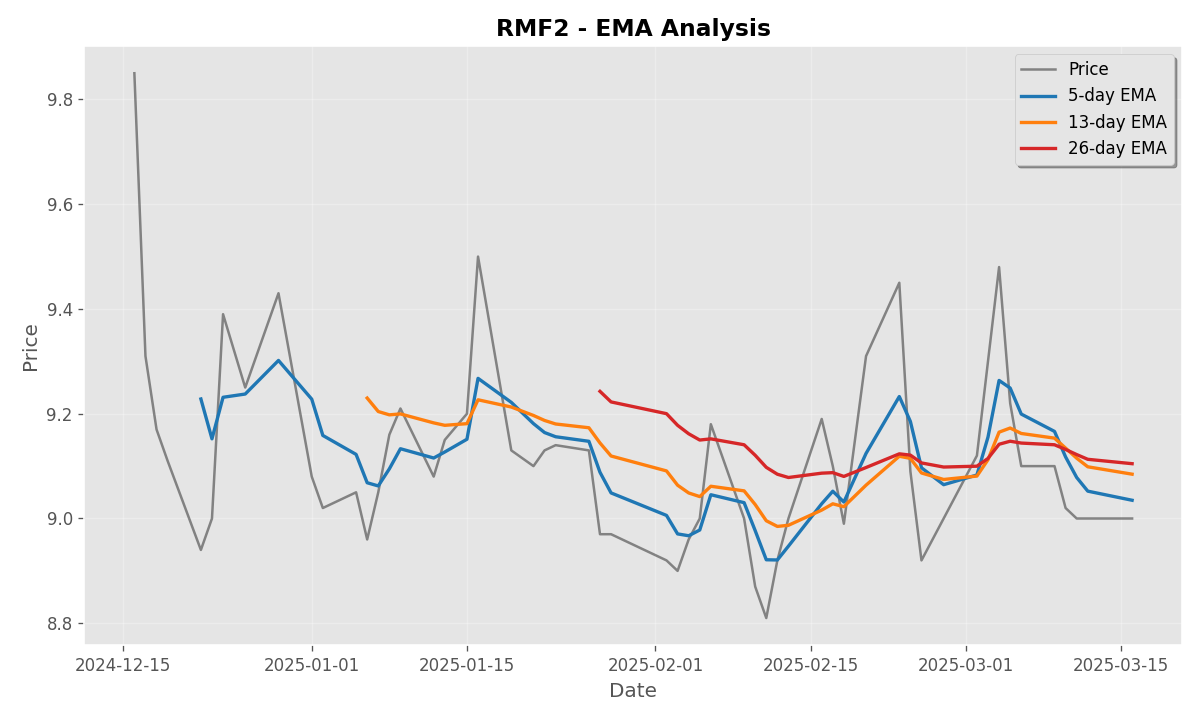 RMF2 - EMA Analysis
Price
5-day EMA
13-day EMA
26-day EMA
Price
9.8
9.6
9.4
9.2
9.0
8.8
2024-12-15
2025-01-01
2025-01-15
2025-02-01
2025-02-15
2025-03-01
2025-03-15
Date